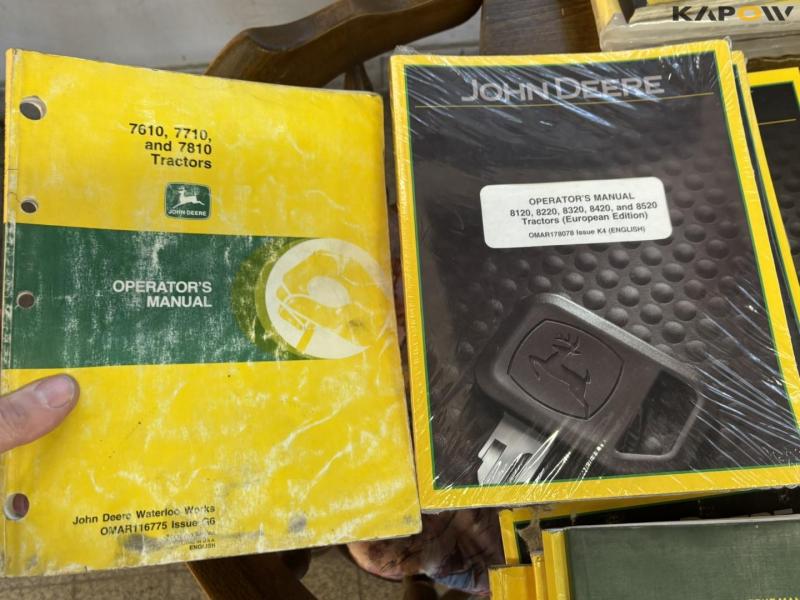 KAPOW
7610, 7710,
and 7810
Tractors
JOHN DEERE
OPERATOR'S
MANUAL
John Deere Waterloo Works
OMAR116775 Issue G6
ENGLISH
JOHN DEERE
OPERATOR'S MANUAL
8120, 8220, 8320, 8420, and 8520
Tractors (European Edition)
OMAR178078 Issue K4 (ENGLISH)